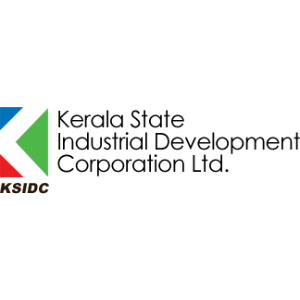 Kerala State
Industrial Development
Corporation Ltd.
KSIDC